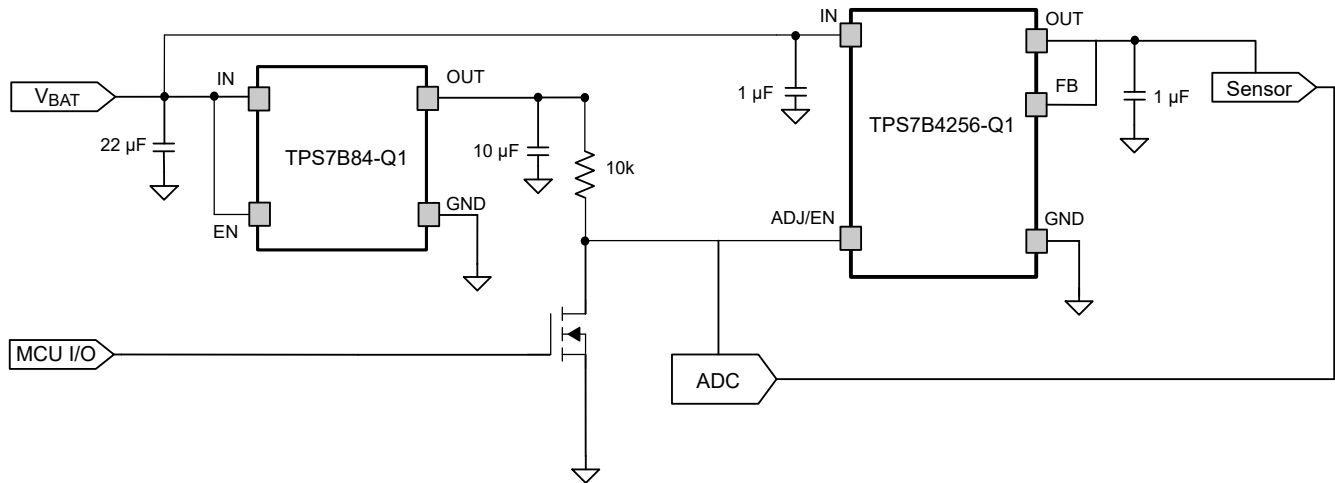 IN
OUT
V_BAT
IN
OUT
1 µF
FB
1 µF
Sensor
TPS7B4256-Q1
22 µF
TPS7B84-Q1
10 µF
10k
EN
GND
ADJ/EN
GND
MCU I/O
ADC